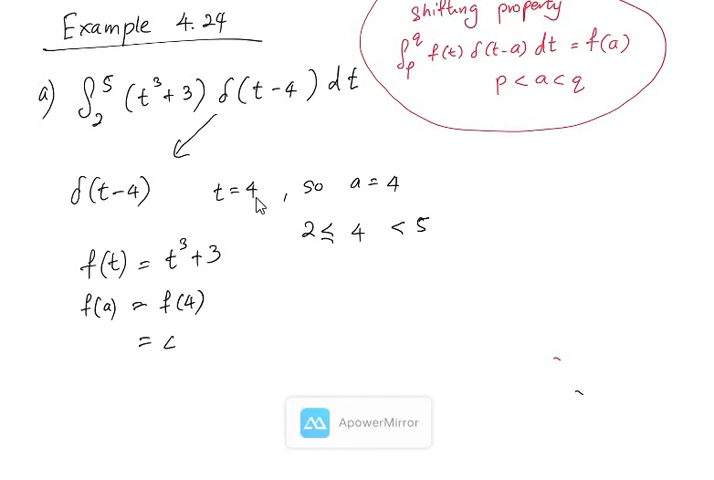 Example 4.24
shifting property
∫_p^q f(t) δ(t-a) dt = f(a)
p < a < q
a) ∫_2^5 (t³+3) δ(t-4) dt
δ(t-4) t = 4 , so a = 4
2 ≤ 4 < 5
f(t) = t³+3
f(a) = f(4)
=
ApowerMirror